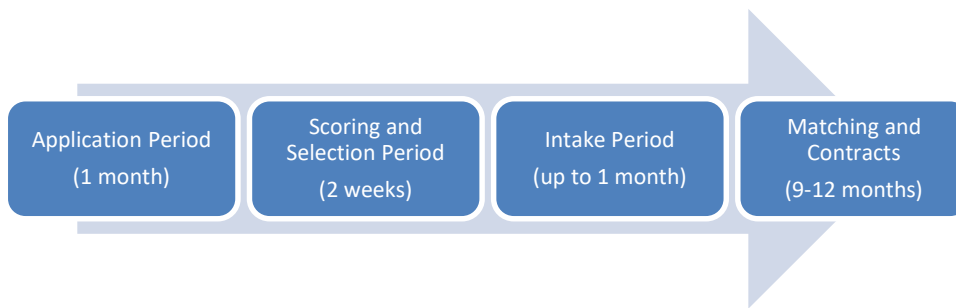 Application Period
(1 month)
Scoring and
Selection Period
(2 weeks)
Intake Period
(up to 1 month)
Matching and
Contracts
(9-12 months)